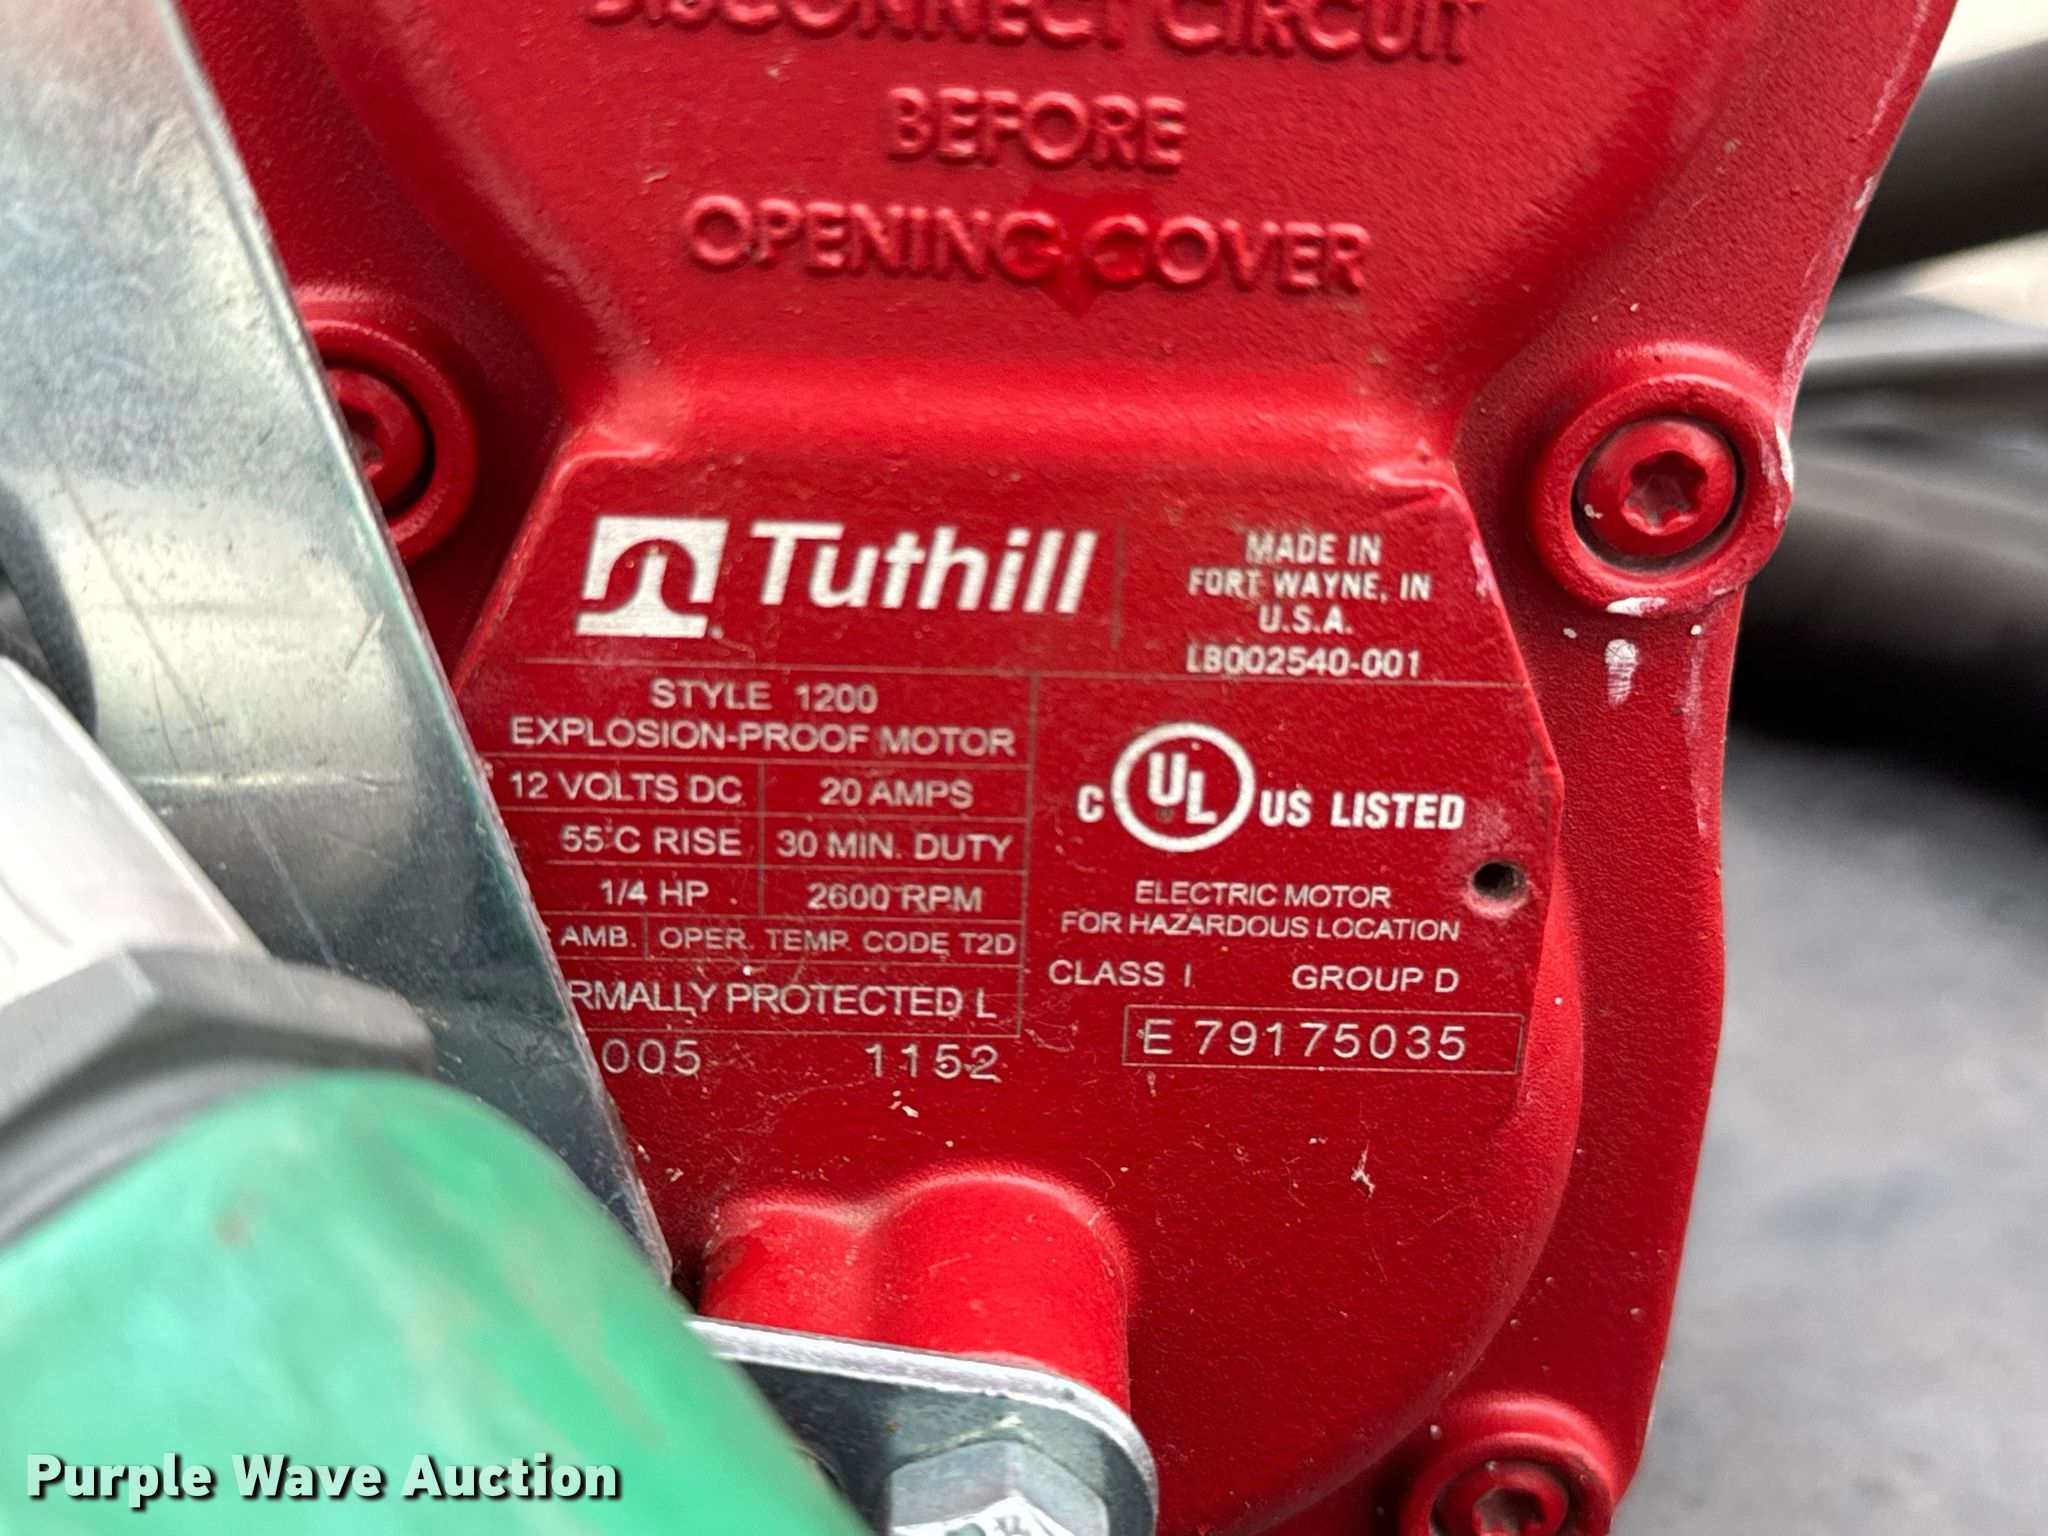 DISCONNECT CIRCUIT
BEFORE
OPENING COVER
Tuthill
MADE IN
FORT WAYNE, IN
U.S.A.
LB002540-001
STYLE 1200
EXPLOSION-PROOF MOTOR
12 VOLTS DC 20 AMPS
55°C RISE 30 MIN. DUTY
1/4 HP 2600 RPM
AMB. OPER. TEMP. CODE T2D
RMALLY PROTECTED L
005 1152
C UL US LISTED
ELECTRIC MOTOR
FOR HAZARDOUS LOCATION
CLASS I GROUP D
E 79175035
Purple Wave Auction